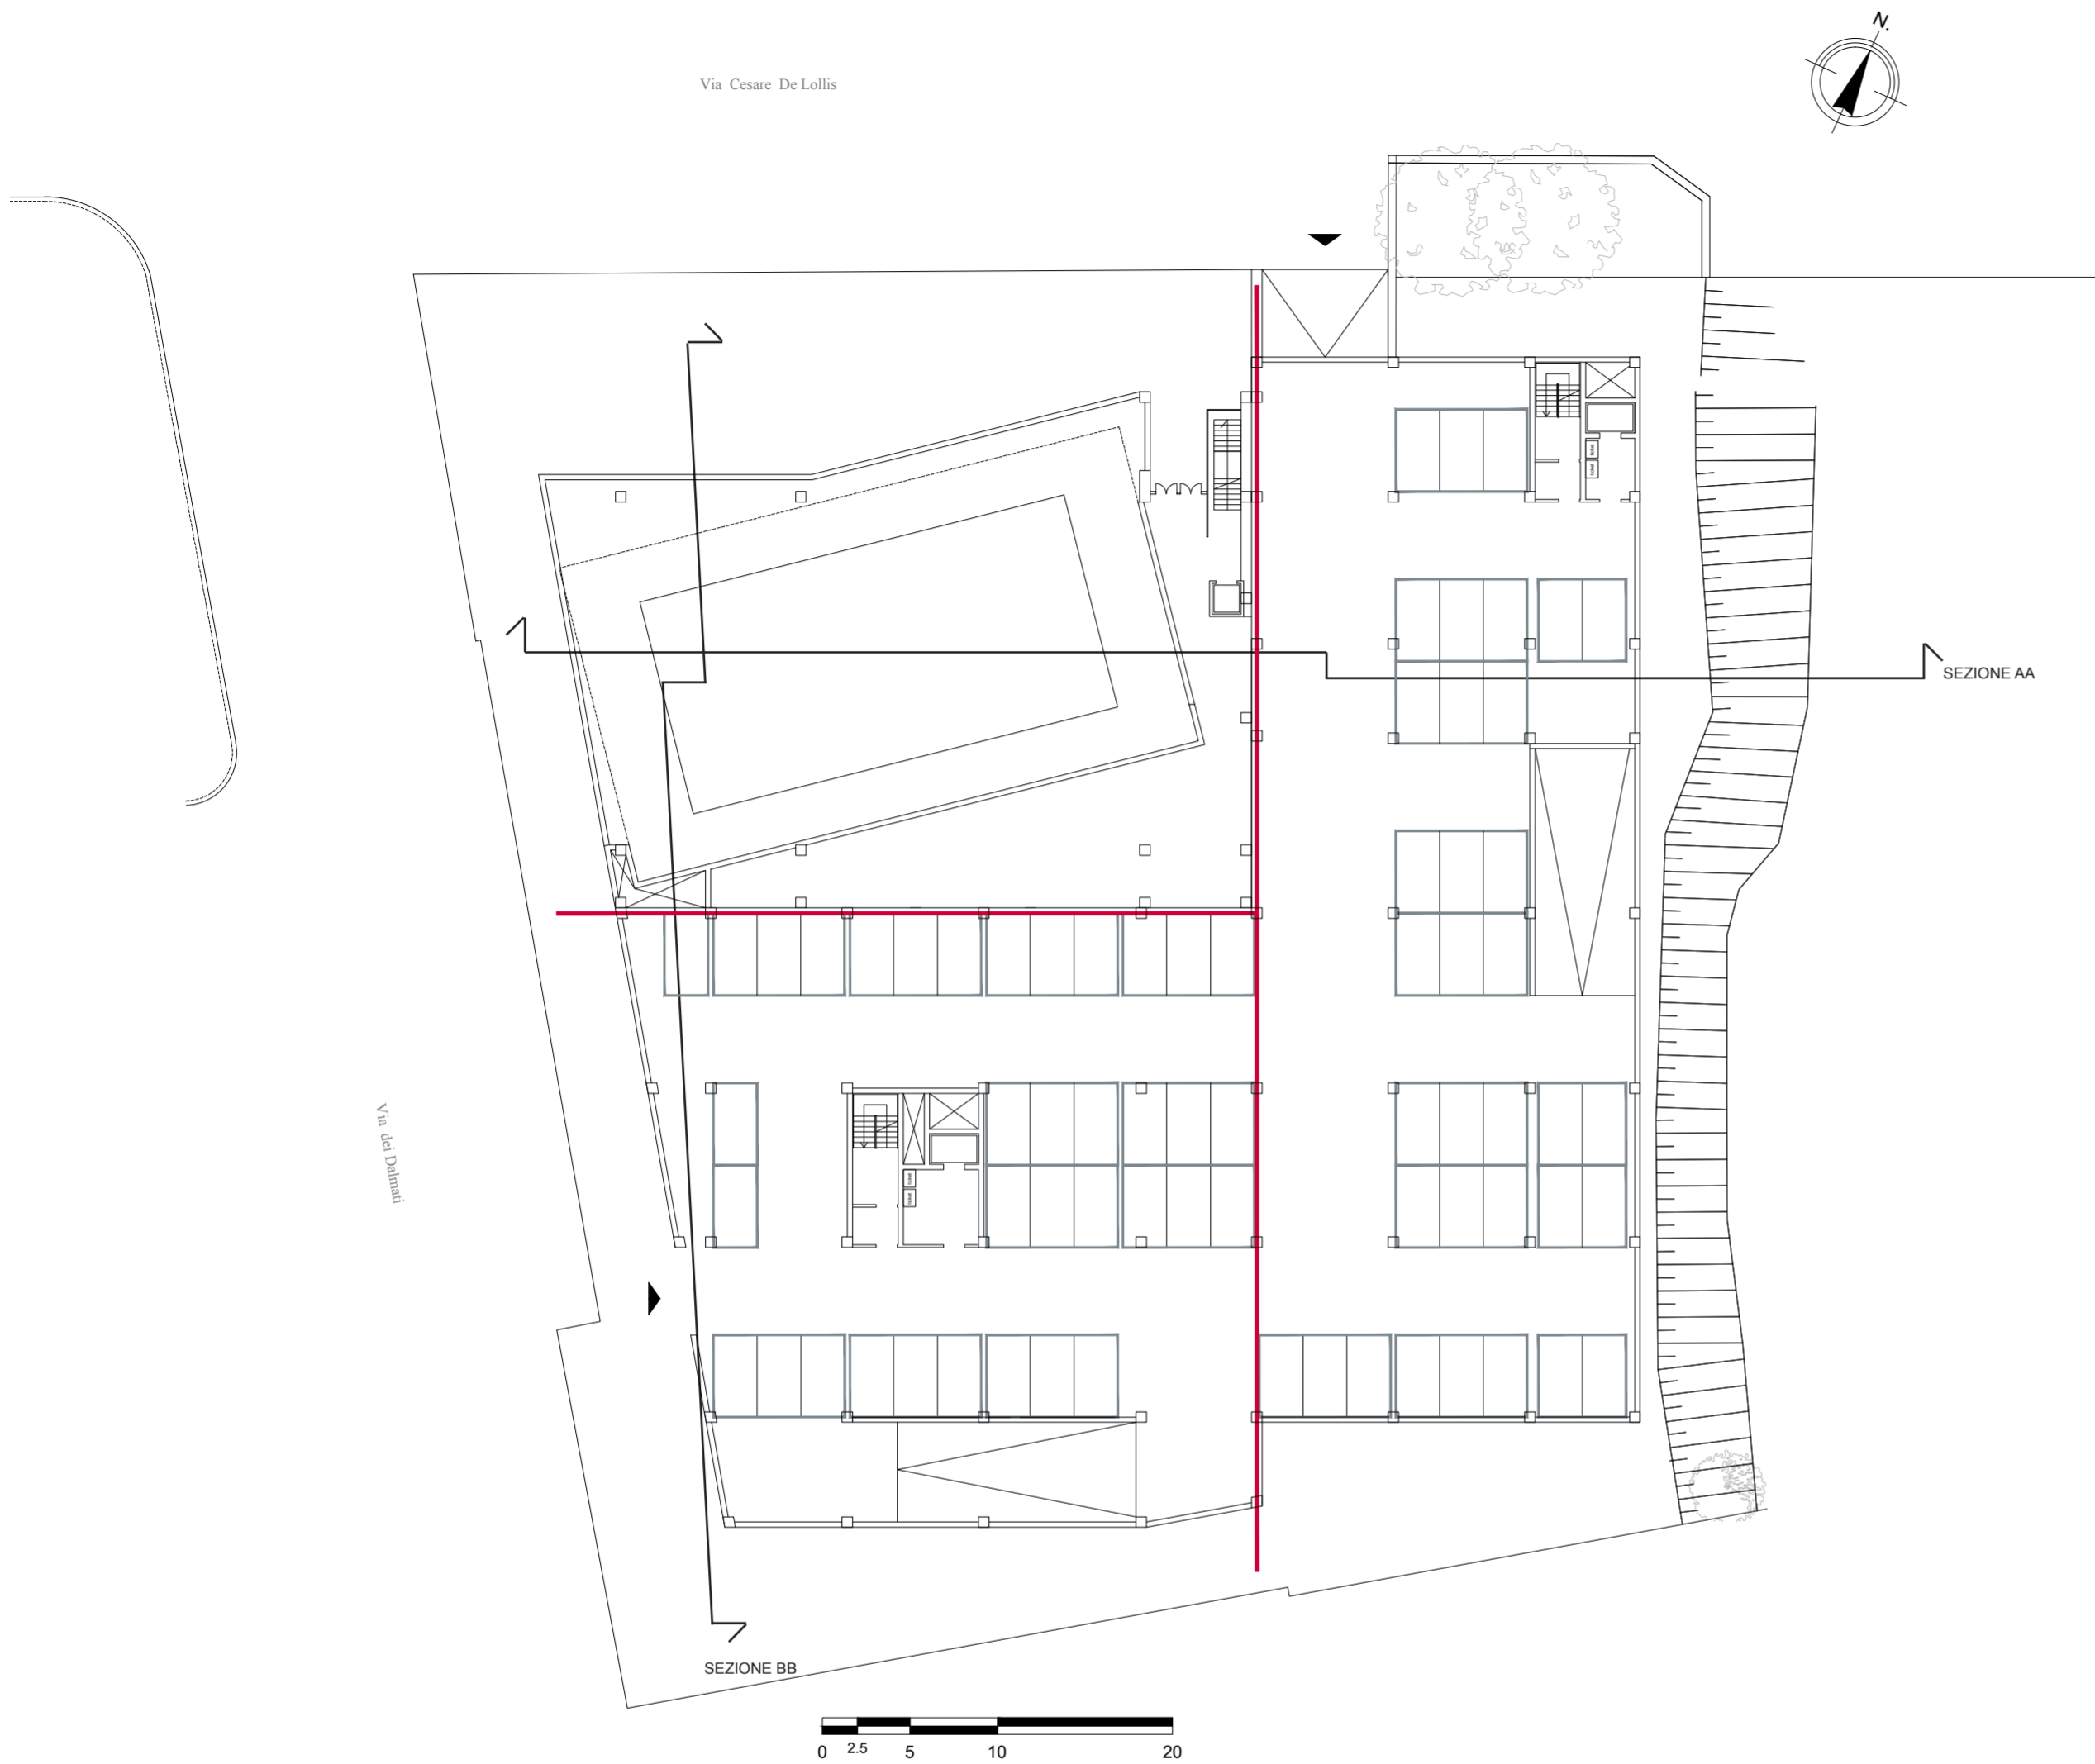 N.
Via Cesare De Lollis
SEZIONE AA
Via dei Dalmati
SEZIONE BB
0 2.5 5 10 20